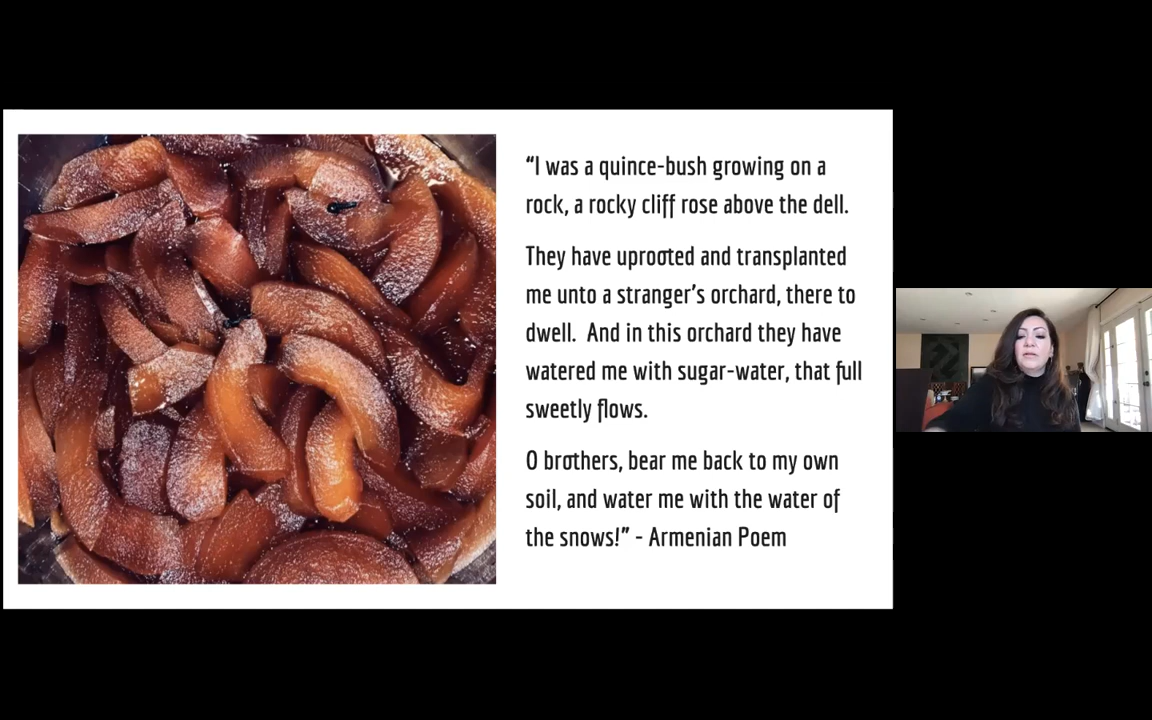 “I was a quince-bush growing on a
rock, a rocky cliff rose above the dell.
They have uprooted and transplanted
me unto a stranger’s orchard, there to
dwell.  And in this orchard they have
watered me with sugar-water, that full
sweetly flows.
O brothers, bear me back to my own
soil, and water me with the water of
the snows!” - Armenian Poem